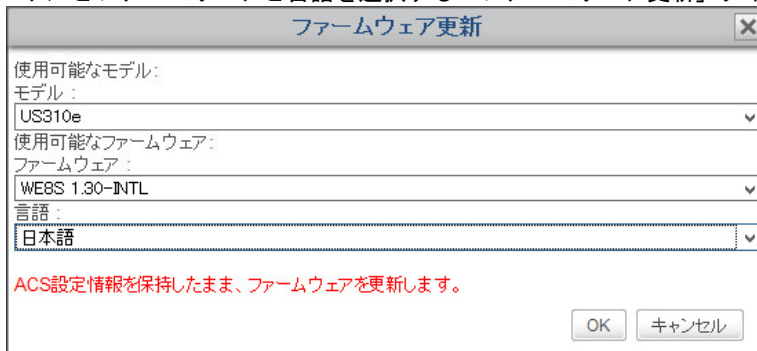 ファームウェア更新
使用可能なモデル:
モデル :
US310e
使用可能なファームウェア:
ファームウェア :
WE8S 1.30-INTL
言語 :
日本語
ACS設定情報を保持したまま、ファームウェアを更新します。
OK キャンセル